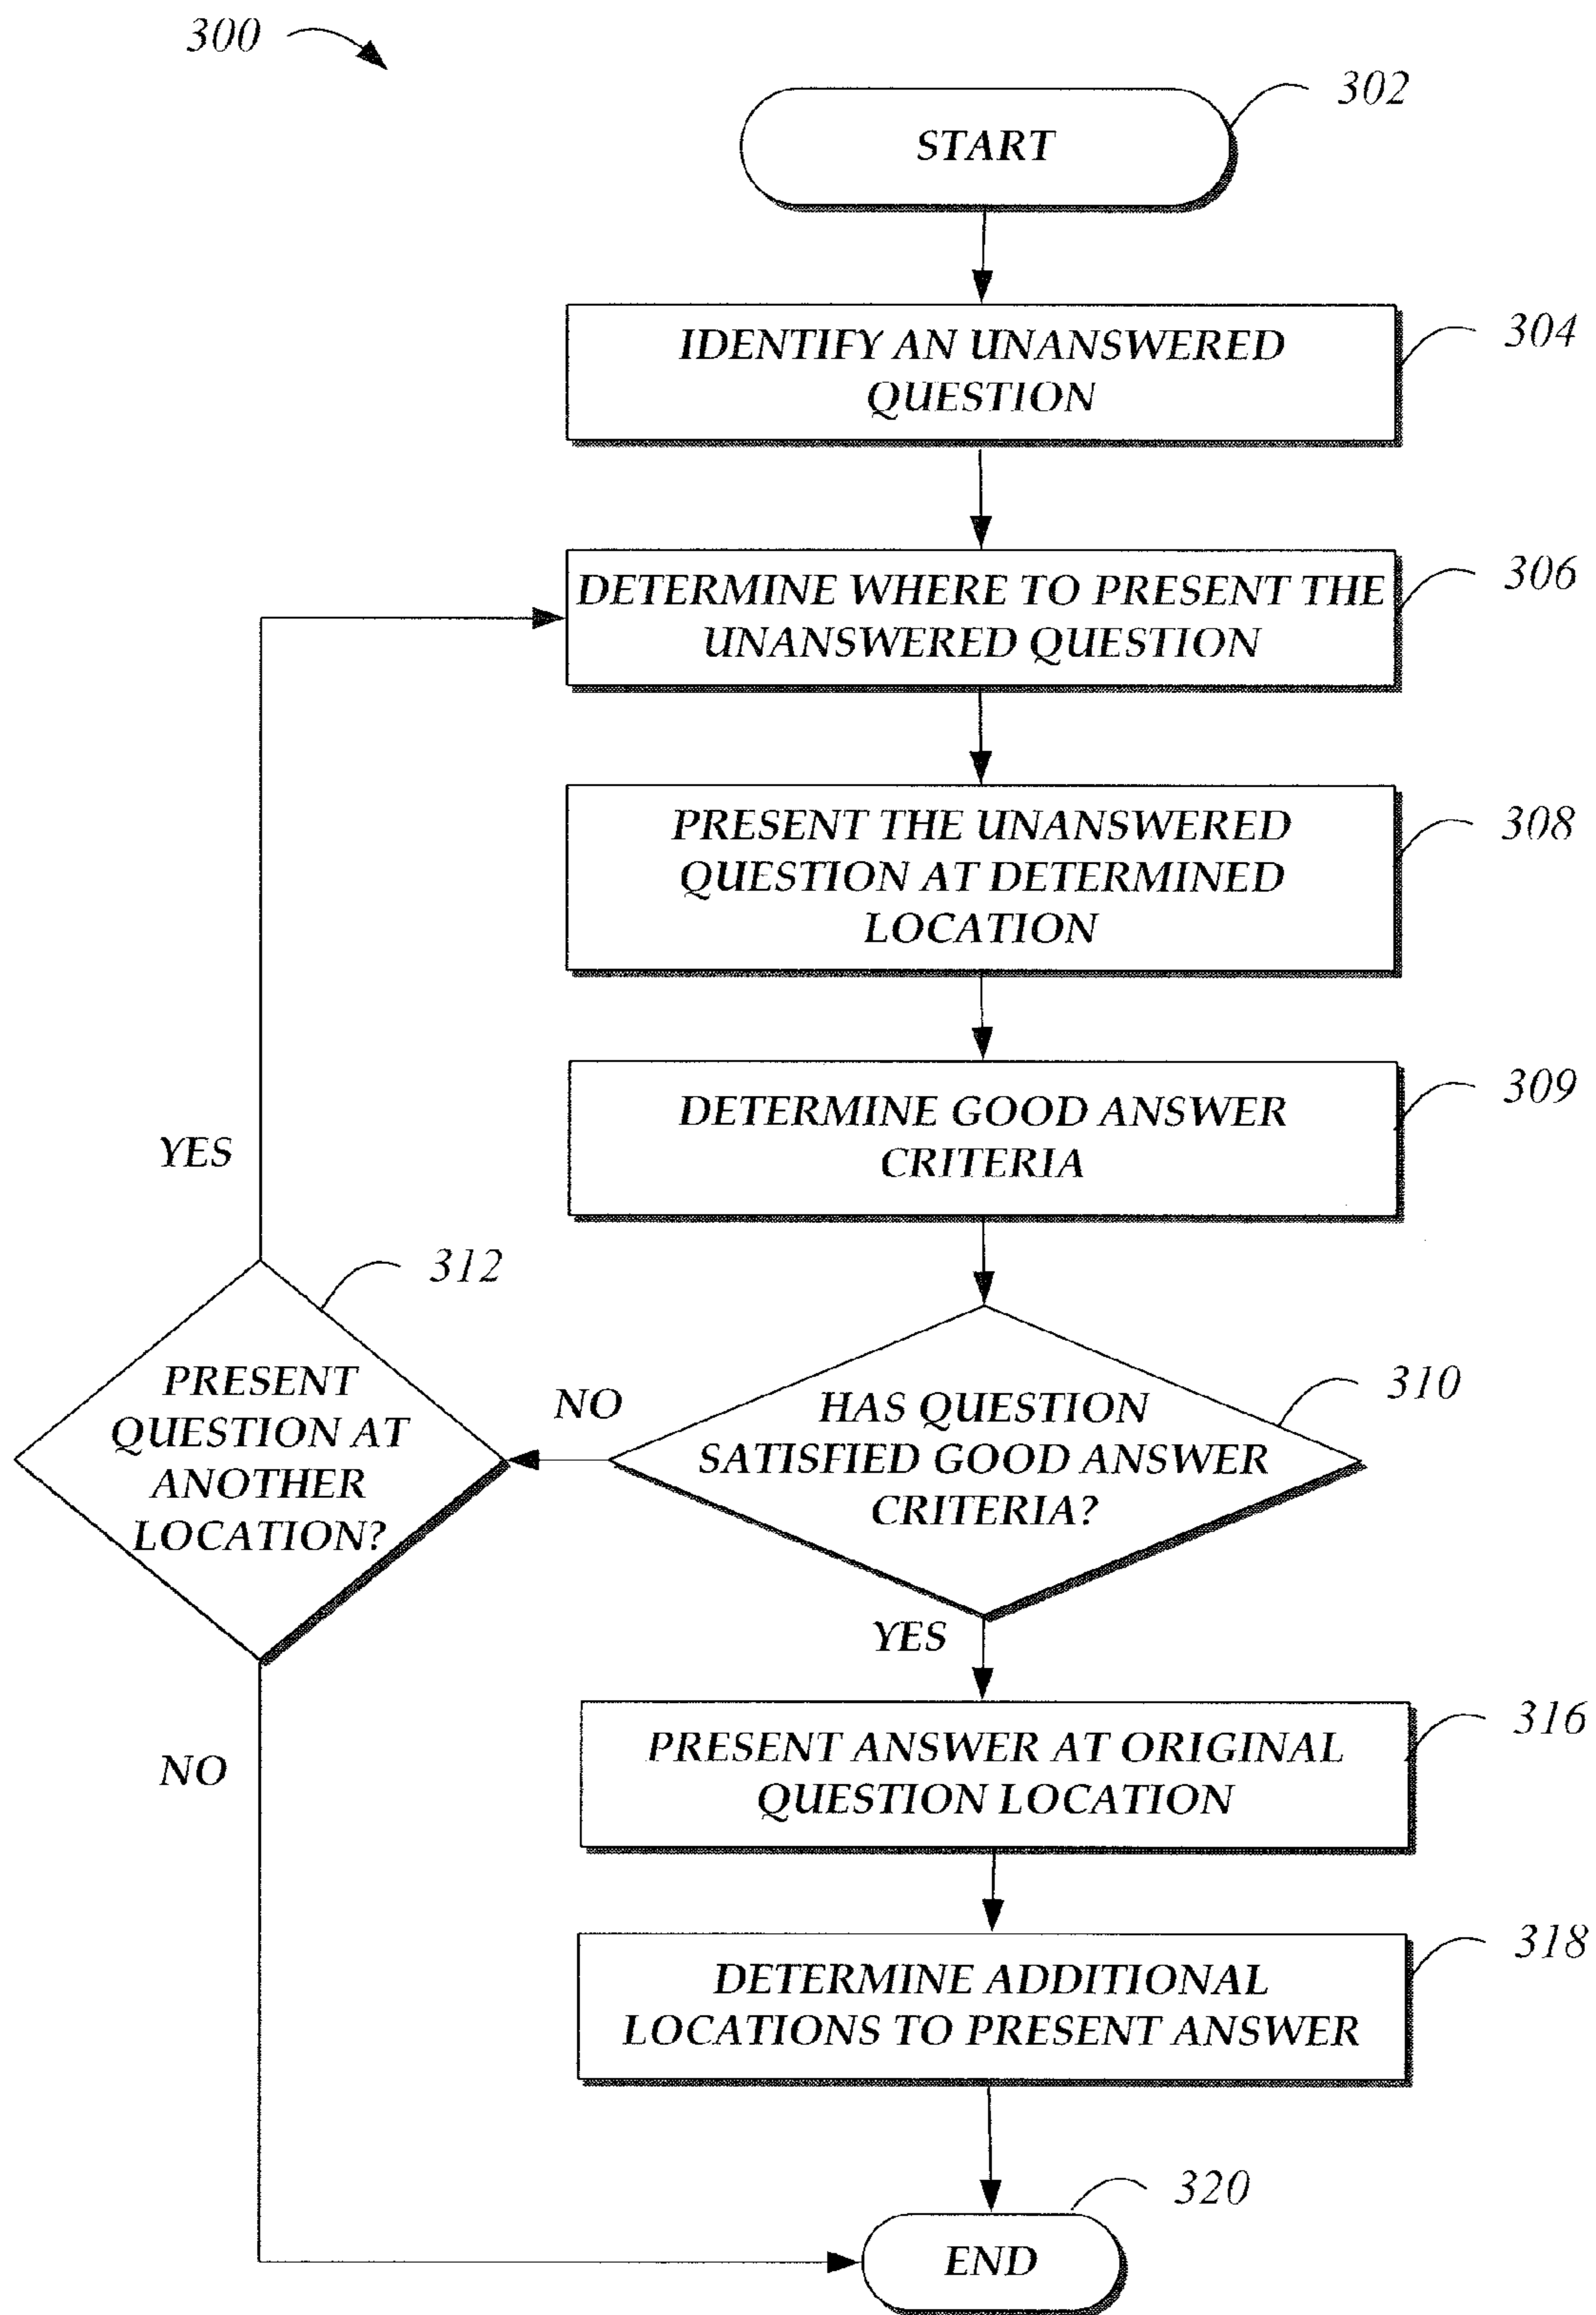 300
302
START
304
IDENTIFY AN UNANSWERED
QUESTION
306
DETERMINE WHERE TO PRESENT THE
UNANSWERED QUESTION
308
PRESENT THE UNANSWERED
QUESTION AT DETERMINED
LOCATION
309
DETERMINE GOOD ANSWER
CRITERIA
YES
312
PRESENT
QUESTION AT
ANOTHER
LOCATION?
NO
310
HAS QUESTION
SATISFIED GOOD ANSWER
CRITERIA?
YES
316
PRESENT ANSWER AT ORIGINAL
QUESTION LOCATION
NO
318
DETERMINE ADDITIONAL
LOCATIONS TO PRESENT ANSWER
320
END